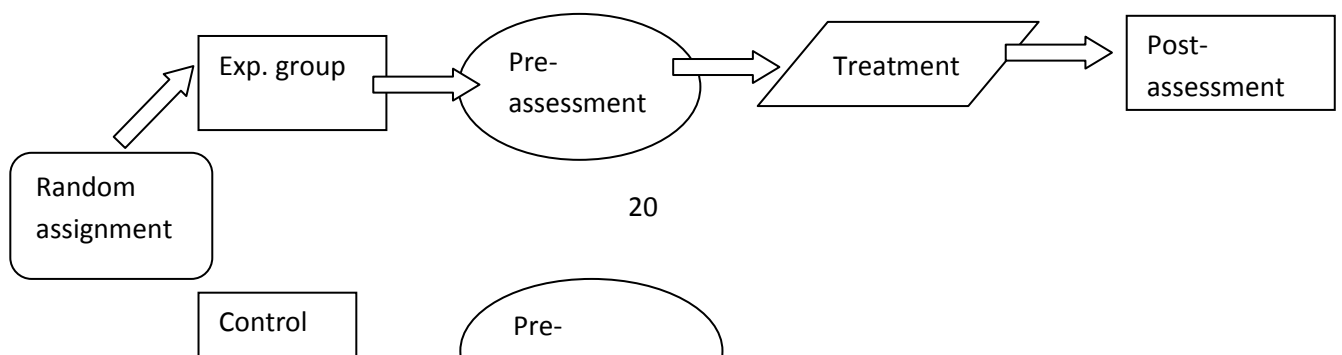 Exp. group
Pre-
assessment
Treatment
Post-
assessment
Random
assignment
20
Control
Pre-